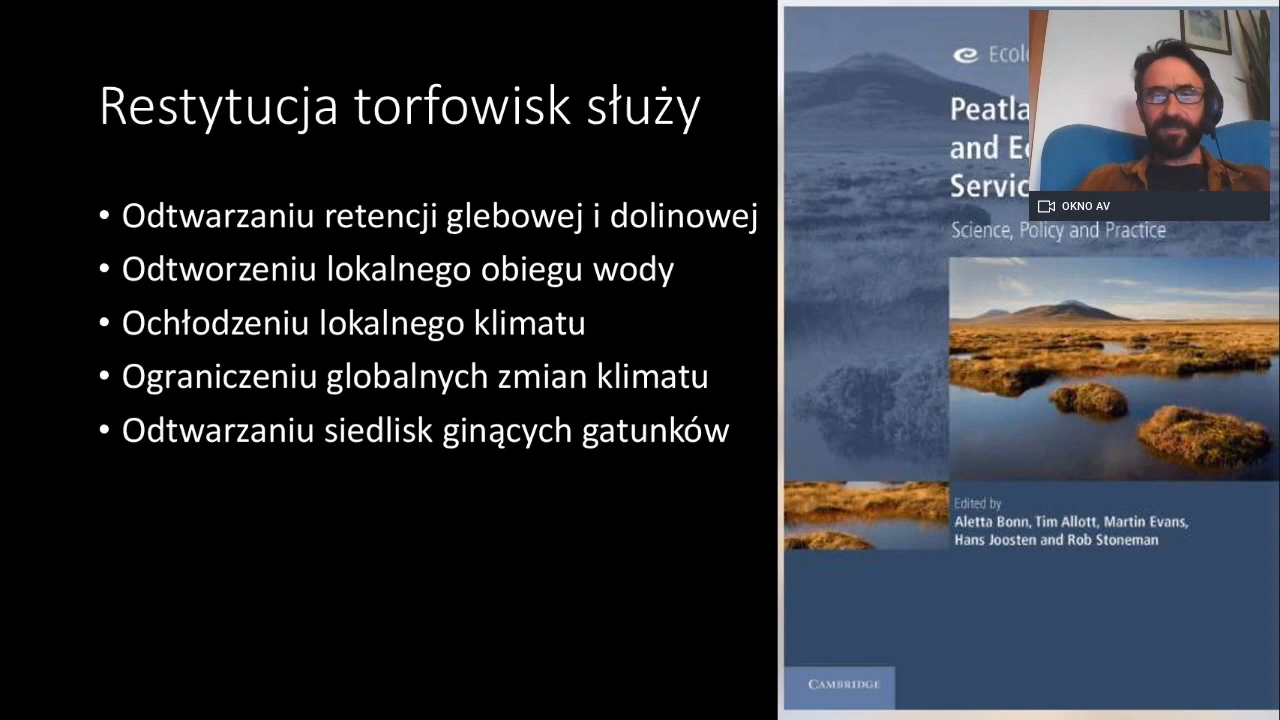 Restytucja torfowisk służy
• Odtwarzaniu retencji glebowej i dolinowej
• Odtworzeniu lokalnego obiegu wody
• Ochłodzeniu lokalnego klimatu
• Ograniczeniu globalnych zmian klimatu
• Odtwarzaniu siedlisk ginących gatunków
Ecol
Peatla
and Ec
Servic
OKNO AV
Science, Policy and Practice
Edited by
Aletta Bonn, Tim Allott, Martin Evans,
Hans Joosten and Rob Stoneman
CAMBRIDGE